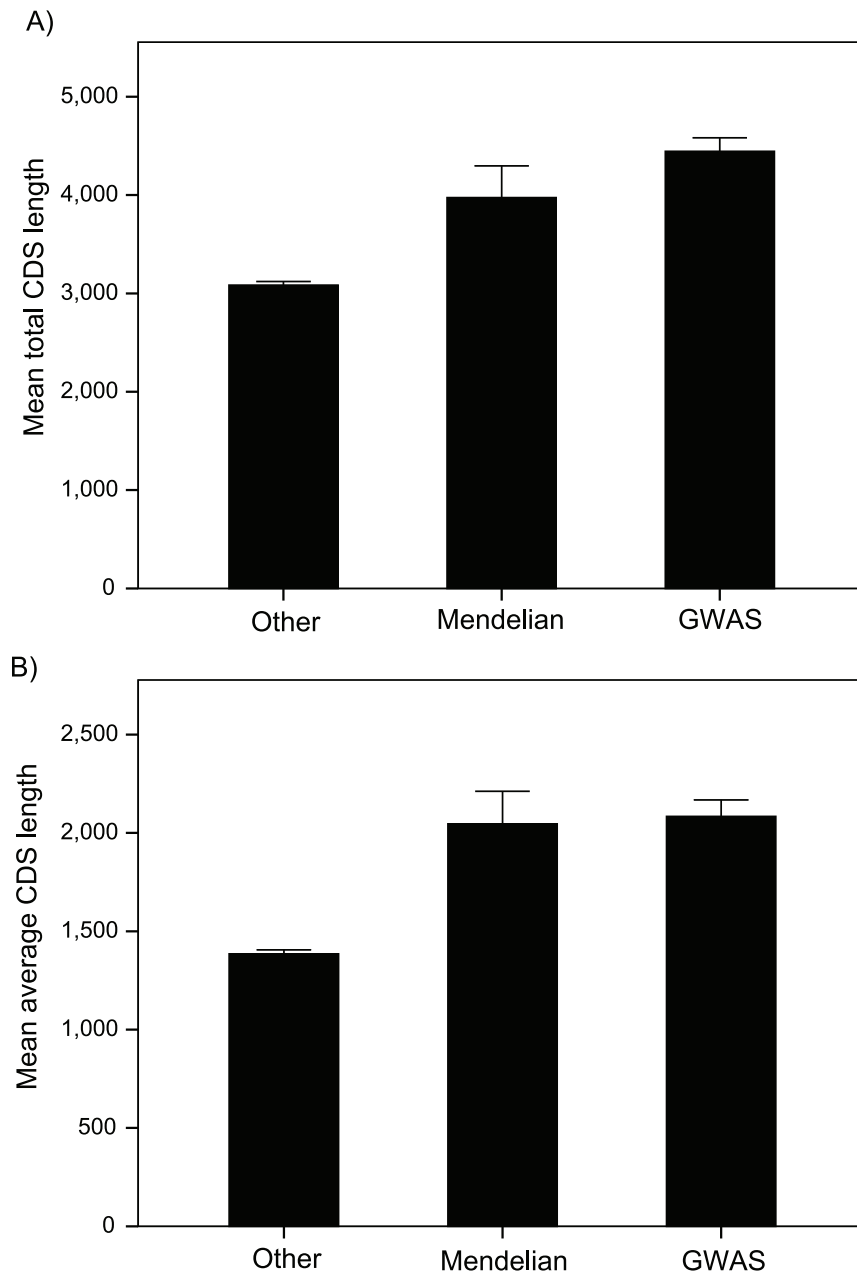 A)
Mean total CDS length
5,000
4,000
3,000
2,000
1,000
0
Other Mendelian GWAS
B)
Mean average CDS length
2,500
2,000
1,500
1,000
500
0
Other Mendelian GWAS